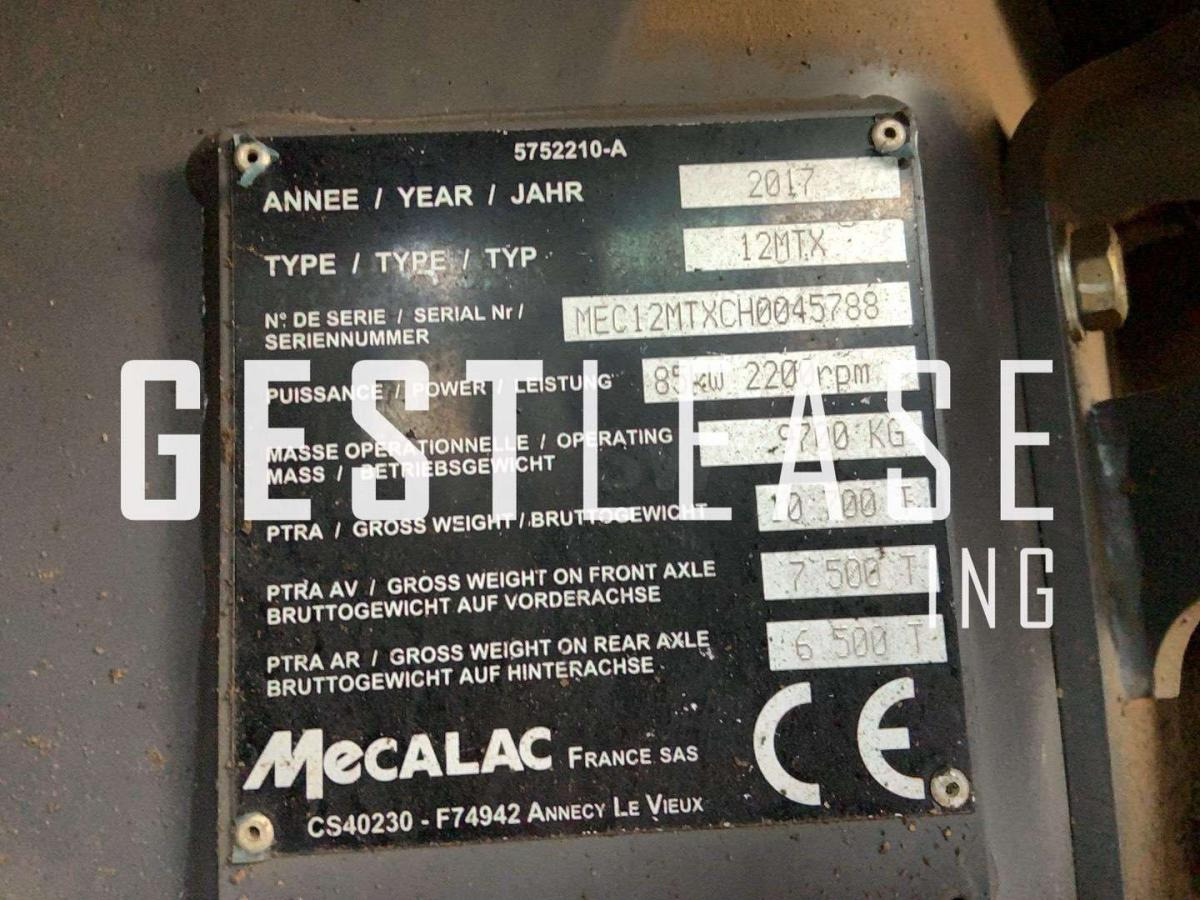 5752210-A
ANNEE / YEAR / JAHR 2017
TYPE / TYPE / TYP 12MTX
N° DE SERIE / SERIAL Nr / MEC12MTXCH0045788
SERIENNUMMER
PUISSANCE / POWER / LEISTUNG 85kw 2200rpm
MASSE OPERATIONNELLE / OPERATING KG
MASS / BETRIEBSGEWICHT
GESTLEASE
PTRA / GROSS WEIGHT / BRUTTOGEWICHT 10 T
ING
PTRA AV / GROSS WEIGHT ON FRONT AXLE 7 500 T
BRUTTOGEWICHT AUF VORDERACHSE
PTRA AR / GROSS WEIGHT ON REAR AXLE 6 500 T
BRUTTOGEWICHT AUF HINTERACHSE
MeCALAC FRANCE SAS CE
CS40230 - F74942 ANNECY LE VIEUX